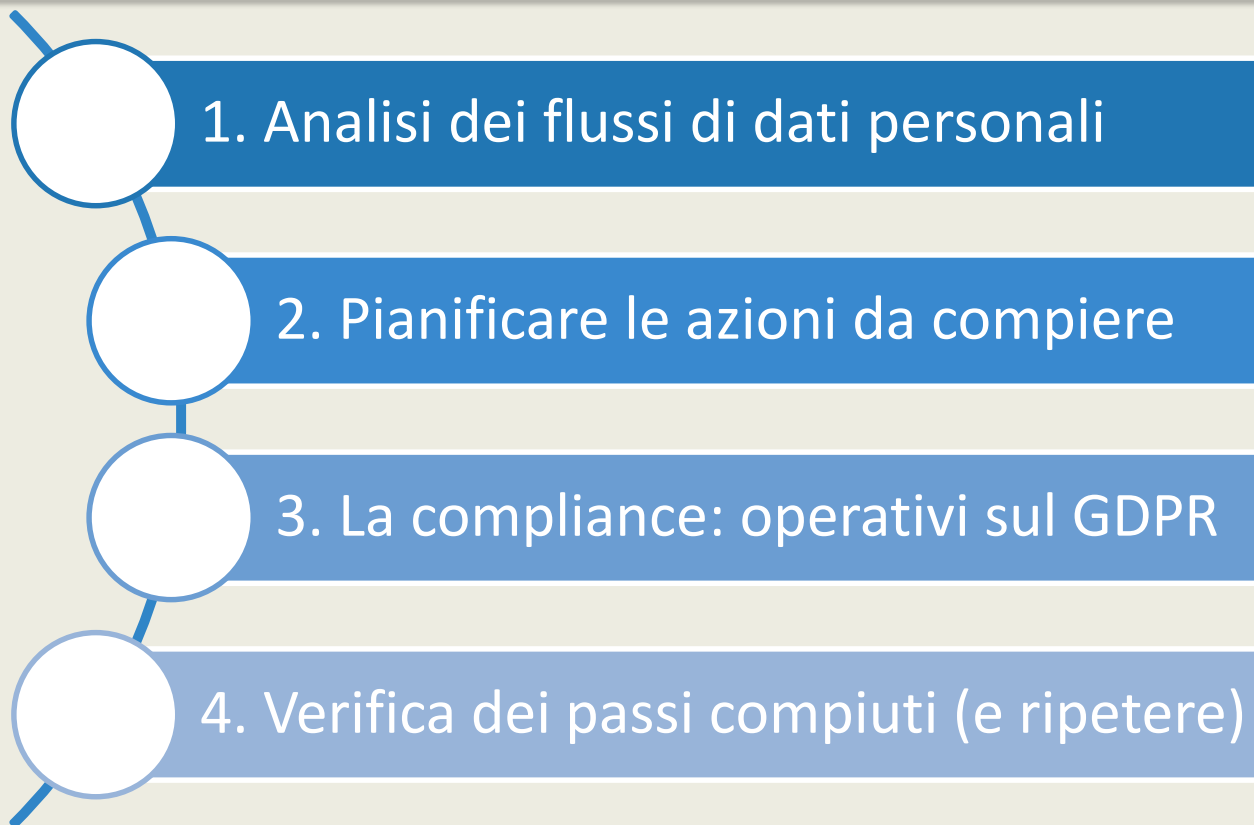 1. Analisi dei flussi di dati personali
2. Pianificare le azioni da compiere
3. La compliance: operativi sul GDPR
4. Verifica dei passi compiuti (e ripetere)